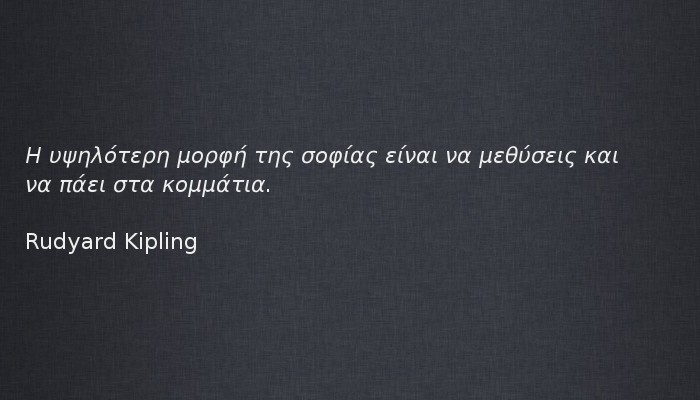 Η υψηλότερη μορφή της σοφίας είναι να μεθύσεις και
να πάει στα κομμάτια.
Rudyard Kipling